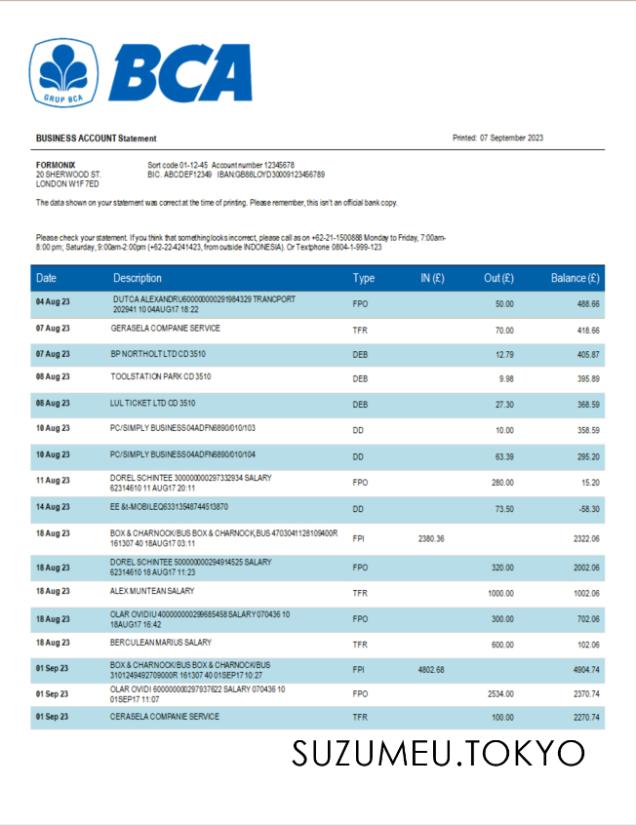 GRUP BCA
BCA
BUSINESS ACCOUNT Statement Printed: 07 September 2023
FORMONIX Sort code 01-12-45 Account number 12345678
20 SHERWOOD ST. BIC. ABCDEF12349 IBAN:GB88LOYD30009123456789
LONDON W1F 7ED
The data shown on your statement was correct at the time of printing. Please remember, this isn't an official bank copy.
Please check your statement. If you think that something looks incorrect, please call as on +62-21-1500888 Monday to Friday, 7:00am-
8:00 pm; Saturday, 9:00am-2:00pm (+62-22-4241423, from outside INDONESIA). Or Textphone 0804-1-999-123
Date Description Type IN (£) Out (£) Balance (£)
04 Aug 23 DUTCA ALEXANDRU600000000291984329 TRANCPORT FPO 50.00 488.66
202941 10 04AUG17 18:22
07 Aug 23 GERASELA COMPANIE SERVICE TFR 70.00 418.66
07 Aug 23 BP NORTHOLT LTD CD 3510 DEB 12.79 405.87
08 Aug 23 TOOLSTATION PARK CD 3510 DEB 9.98 395.89
08 Aug 23 LUL TICKET LTD CD 3510 DEB 27.30 368.59
10 Aug 23 PC/SIMPLY BUSINESS04ADFN6890/010/103 DD 10.00 358.59
10 Aug 23 PC/SIMPLY BUSINESS04ADFN6890/010/104 DD 63.39 295.20
11 Aug 23 DOREL SCHINTEE 300000000297332934 SALARY FPO 280.00 15.20
62314610 11 AUG17 20:11
14 Aug 23 EE &t-MOBILEQ63313548744513870 DD 73.50 -58.30
18 Aug 23 BOX & CHARNOCK/BUS BOX & CHARNOCK,BUS 4703041128109400R FPI 2380.36 2322.06
161307 40 18AUG17 03:11
18 Aug 23 DOREL SCHINTEE 500000000294914525 SALARY FPO 320.00 2002.06
62314610 18 AUG17 11:23
18 Aug 23 ALEX MUNTEAN SALARY TFR 1000.00 1002.06
18 Aug 23 OLAR OVIDIU 400000000299685458 SALARY 070436 10 FPO 300.00 702.06
18AUG17 16:42
18 Aug 23 BERCULEAN MARIUS SALARY TFR 600.00 102.06
01 Sep 23 BOX & CHARNOCK/BUS BOX & CHARNOCK/BUS FPI 4802.68 4904.74
3101249492709000R 161307 40 01SEP17 10:27
01 Sep 23 OLAR OVIDI 600000000297937622 SALARY 070436 10 FPO 2534.00 2370.74
01SEP17 11:07
01 Sep 23 CERASELA COMPANIE SERVICE TFR 100.00 2270.74
SUZUMEU.TOKYO